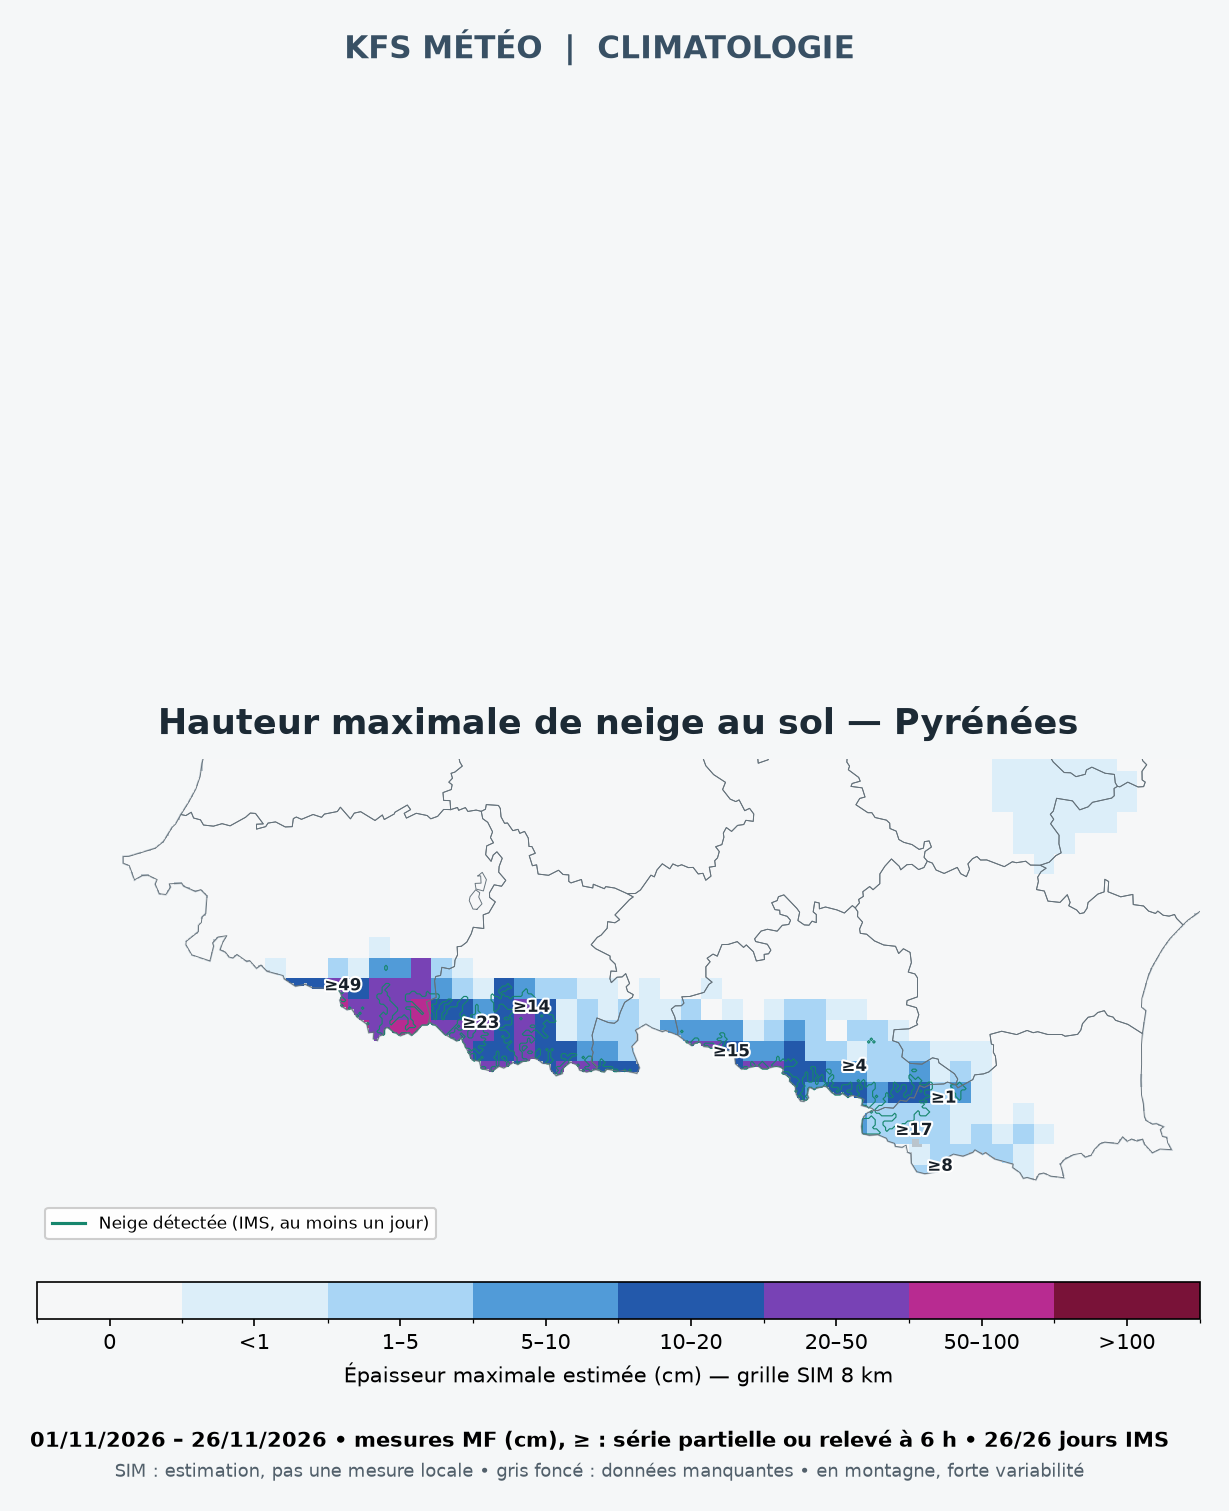 KFS MÉTÉO | CLIMATOLOGIE
Hauteur maximale de neige au sol — Pyrénées
≥49
≥14
≥23
≥15
≥4
≥1
≥17
≥8
Neige détectée (IMS, au moins un jour)
0 <1 1–5 5–10 10–20 20–50 50–100 >100
Épaisseur maximale estimée (cm) — grille SIM 8 km
01/11/2026 – 26/11/2026 • mesures MF (cm), ≥ : série partielle ou relevé à 6 h • 26/26 jours IMS
SIM : estimation, pas une mesure locale • gris foncé : données manquantes • en montagne, forte variabilité